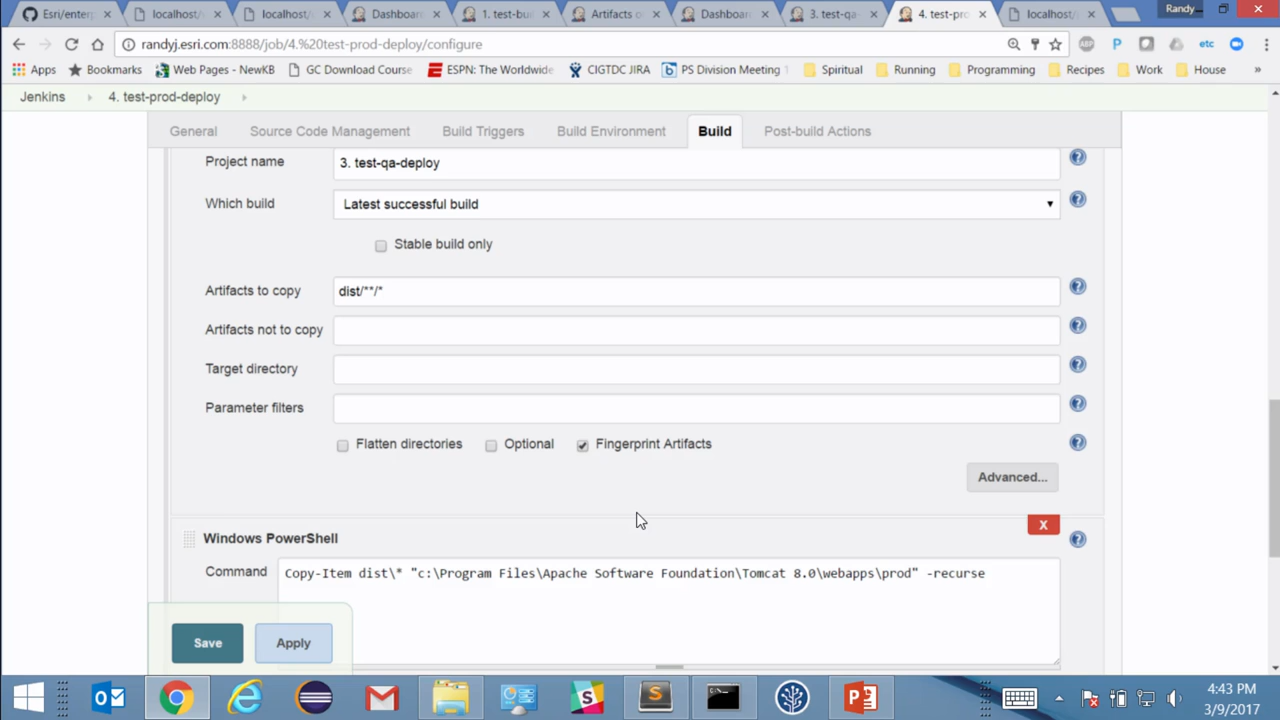 Esri/enterp
localhost/v
localhost/v
Dashboard
1. test-bui
Artifacts o
Dashboard
3. test-qa-
4. test-pro
localhost/
Randy
randyj.esri.com:8888/job/4.%20test-prod-deploy/configure
ABP
P
etc
Apps
Bookmarks
Web Pages - NewKB
GC Download Course
ESPN: The Worldwide
CIGTDC JIRA
PS Division Meeting
Spiritual
Running
Programming
Recipes
Work
House
»
Jenkins
4. test-prod-deploy
General
Source Code Management
Build Triggers
Build Environment
Build
Post-build Actions
Project name
3. test-qa-deploy
Which build
Latest successful build
Stable build only
Artifacts to copy
dist/**/*
Artifacts not to copy
Target directory
Parameter filters
Flatten directories
Optional
Fingerprint Artifacts
Advanced...
X
Windows PowerShell
Command
Copy-Item dist\* "c:\Program Files\Apache Software Foundation\Tomcat 8.0\webapps\prod" -recurse
Save
Apply
4:43 PM
3/9/2017